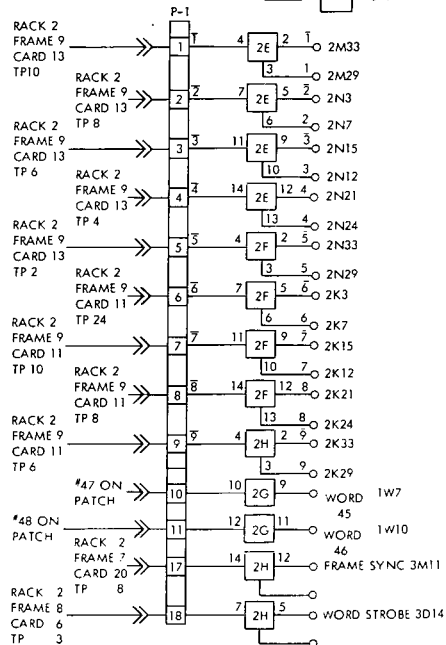 P-1
RACK 2
FRAME 9
CARD 13
TP10
1 1̅ 4 2E 2 1̅ 2M33
3 1 2M29
RACK 2
FRAME 9
CARD 13
TP 8
2 2̅ 7 2E 5 2̅ 2N3
6 2 2N7
RACK 2
FRAME 9
CARD 13
TP 6
3 3̅ 11 2E 9 3̅ 2N15
10 3 2N12
RACK 2
FRAME 9
CARD 13
TP 4
4 4̅ 14 2E 12 4 2N21
13 4 2N24
RACK 2
FRAME 9
CARD 13
TP 2
5 5̅ 4 2F 2 5̅ 2N33
3 5 2N29
RACK 2
FRAME 9
CARD 11
TP 24
6 6̅ 7 2F 5 6̅ 2K3
6 6 2K7
RACK 2
FRAME 9
CARD 11
TP 10
7 7̅ 11 2F 9 7̅ 2K15
10 7 2K12
RACK 2
FRAME 9
CARD 11
TP 8
8 8̅ 14 2F 12 8̅ 2K21
13 8 2K24
RACK 2
FRAME 9
CARD 11
TP 6
9 9̅ 4 2H 2 9̅ 2K33
3 9 2K29
#47 ON
PATCH
10 10 2G 9 WORD 1W7
45
#48 ON
PATCH
11 12 2G 11 WORD 1W10
46
RACK 2
FRAME 7
CARD 20
TP 8
17 14 2H 12 FRAME SYNC 3M11
RACK 2
FRAME 8
CARD 6
TP 3
18 7 2H 5 WORD STROBE 3D14